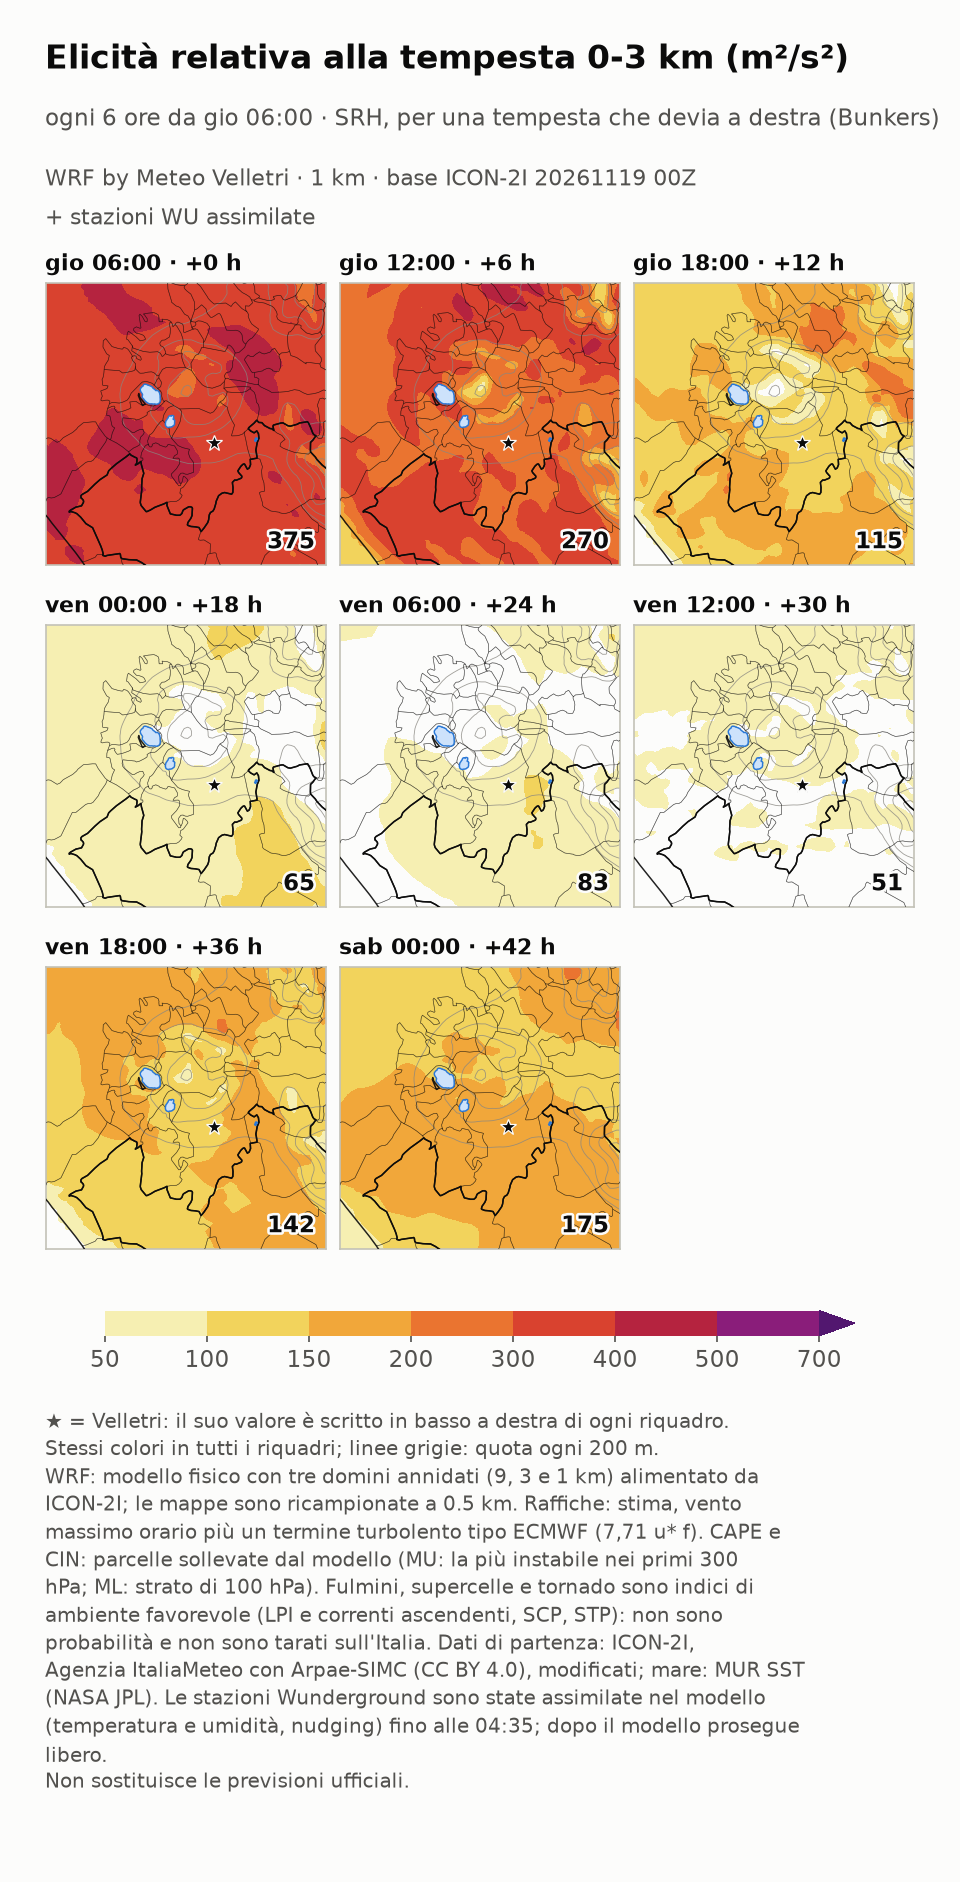 Elicità relativa alla tempesta 0-3 km (m²/s²)
ogni 6 ore da gio 06:00 · SRH, per una tempesta che devia a destra (Bunkers)
WRF by Meteo Velletri · 1 km · base ICON-2I 20261119 00Z
+ stazioni WU assimilate
gio 06:00 · +0 h
gio 12:00 · +6 h
gio 18:00 · +12 h
375
270
115
ven 00:00 · +18 h
ven 06:00 · +24 h
ven 12:00 · +30 h
65
83
51
ven 18:00 · +36 h
sab 00:00 · +42 h
142
175
50 100 150 200 300 400 500 700
★ = Velletri: il suo valore è scritto in basso a destra di ogni riquadro.
Stessi colori in tutti i riquadri; linee grigie: quota ogni 200 m.
WRF: modello fisico con tre domini annidati (9, 3 e 1 km) alimentato da
ICON-2I; le mappe sono ricampionate a 0.5 km. Raffiche: stima, vento
massimo orario più un termine turbolento tipo ECMWF (7,71 u* f). CAPE e
CIN: parcelle sollevate dal modello (MU: la più instabile nei primi 300
hPa; ML: strato di 100 hPa). Fulmini, supercelle e tornado sono indici di
ambiente favorevole (LPI e correnti ascendenti, SCP, STP): non sono
probabilità e non sono tarati sull'Italia. Dati di partenza: ICON-2I,
Agenzia ItaliaMeteo con Arpae-SIMC (CC BY 4.0), modificati; mare: MUR SST
(NASA JPL). Le stazioni Wunderground sono state assimilate nel modello
(temperatura e umidità, nudging) fino alle 04:35; dopo il modello prosegue
libero.
Non sostituisce le previsioni ufficiali.